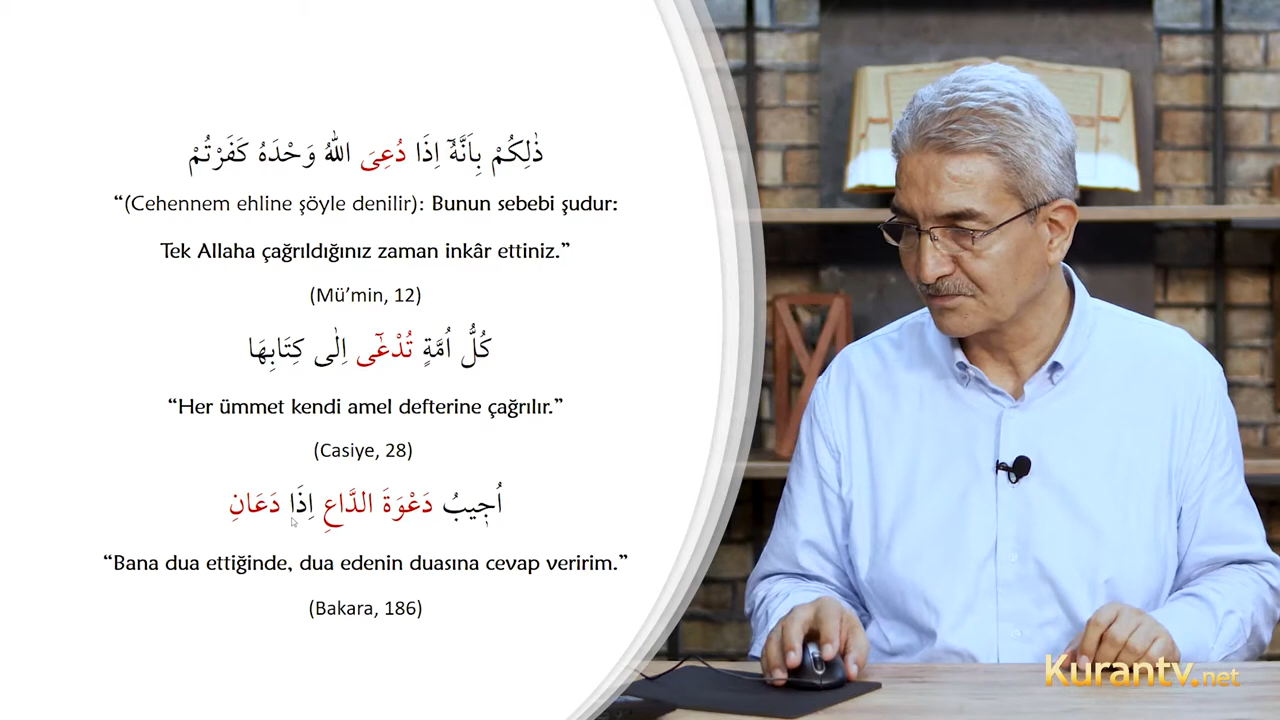 ذٰلِكُمْ بِاَنَّهُٓ اِذَا دُعِىَ اللّٰهُ وَحْدَهُ كَفَرْتُمْ
“(Cehennem ehline şöyle denilir): Bunun sebebi şudur:
Tek Allaha çağrıldığınız zaman inkâr ettiniz.”
(Mü’min, 12)
كُلُّ اُمَّةٍ تُدْعٰٓى اِلٰى كِتَابِهَا
“Her ümmet kendi amel defterine çağrılır.”
(Casiye, 28)
اُجٖيبُ دَعْوَةَ الدَّاعِ اِذَا دَعَانِ
“Bana dua ettiğinde, dua edenin duasına cevap veririm.”
(Bakara, 186)
Kurantv.net